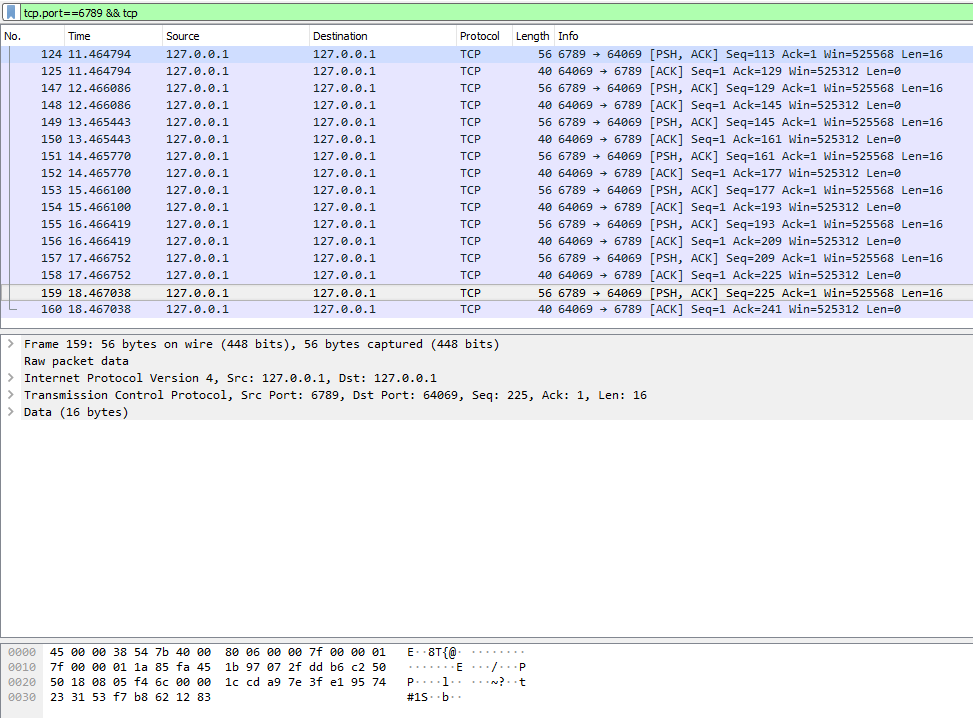 tcp.port==6789 && tcp
No. Time Source Destination Protocol Length Info
124 11.464794 127.0.0.1 127.0.0.1 TCP 56 6789 → 64069 [PSH, ACK] Seq=113 Ack=1 Win=525568 Len=16
125 11.464794 127.0.0.1 127.0.0.1 TCP 40 64069 → 6789 [ACK] Seq=1 Ack=129 Win=525312 Len=0
147 12.466086 127.0.0.1 127.0.0.1 TCP 56 6789 → 64069 [PSH, ACK] Seq=129 Ack=1 Win=525568 Len=16
148 12.466086 127.0.0.1 127.0.0.1 TCP 40 64069 → 6789 [ACK] Seq=1 Ack=145 Win=525312 Len=0
149 13.465443 127.0.0.1 127.0.0.1 TCP 56 6789 → 64069 [PSH, ACK] Seq=145 Ack=1 Win=525568 Len=16
150 13.465443 127.0.0.1 127.0.0.1 TCP 40 64069 → 6789 [ACK] Seq=1 Ack=161 Win=525312 Len=0
151 14.465770 127.0.0.1 127.0.0.1 TCP 56 6789 → 64069 [PSH, ACK] Seq=161 Ack=1 Win=525568 Len=16
152 14.465770 127.0.0.1 127.0.0.1 TCP 40 64069 → 6789 [ACK] Seq=1 Ack=177 Win=525312 Len=0
153 15.466100 127.0.0.1 127.0.0.1 TCP 56 6789 → 64069 [PSH, ACK] Seq=177 Ack=1 Win=525568 Len=16
154 15.466100 127.0.0.1 127.0.0.1 TCP 40 64069 → 6789 [ACK] Seq=1 Ack=193 Win=525312 Len=0
155 16.466419 127.0.0.1 127.0.0.1 TCP 56 6789 → 64069 [PSH, ACK] Seq=193 Ack=1 Win=525568 Len=16
156 16.466419 127.0.0.1 127.0.0.1 TCP 40 64069 → 6789 [ACK] Seq=1 Ack=209 Win=525312 Len=0
157 17.466752 127.0.0.1 127.0.0.1 TCP 56 6789 → 64069 [PSH, ACK] Seq=209 Ack=1 Win=525568 Len=16
158 17.466752 127.0.0.1 127.0.0.1 TCP 40 64069 → 6789 [ACK] Seq=1 Ack=225 Win=525312 Len=0
159 18.467038 127.0.0.1 127.0.0.1 TCP 56 6789 → 64069 [PSH, ACK] Seq=225 Ack=1 Win=525568 Len=16
160 18.467038 127.0.0.1 127.0.0.1 TCP 40 64069 → 6789 [ACK] Seq=1 Ack=241 Win=525312 Len=0
Frame 159: 56 bytes on wire (448 bits), 56 bytes captured (448 bits)
Raw packet data
Internet Protocol Version 4, Src: 127.0.0.1, Dst: 127.0.0.1
Transmission Control Protocol, Src Port: 6789, Dst Port: 64069, Seq: 225, Ack: 1, Len: 16
Data (16 bytes)
0000 45 00 00 38 54 7b 40 00 80 06 00 00 7f 00 00 01 E··8T{@· ········
0010 7f 00 00 01 1a 85 fa 45 1b 97 07 2f dd b6 c2 50 ·······E ···/···P
0020 50 18 08 05 f4 6c 00 00 1c cd a9 7e 3f e1 95 74 P····l·· ···~?··t
0030 23 31 53 f7 b8 62 12 83 #1S··b··